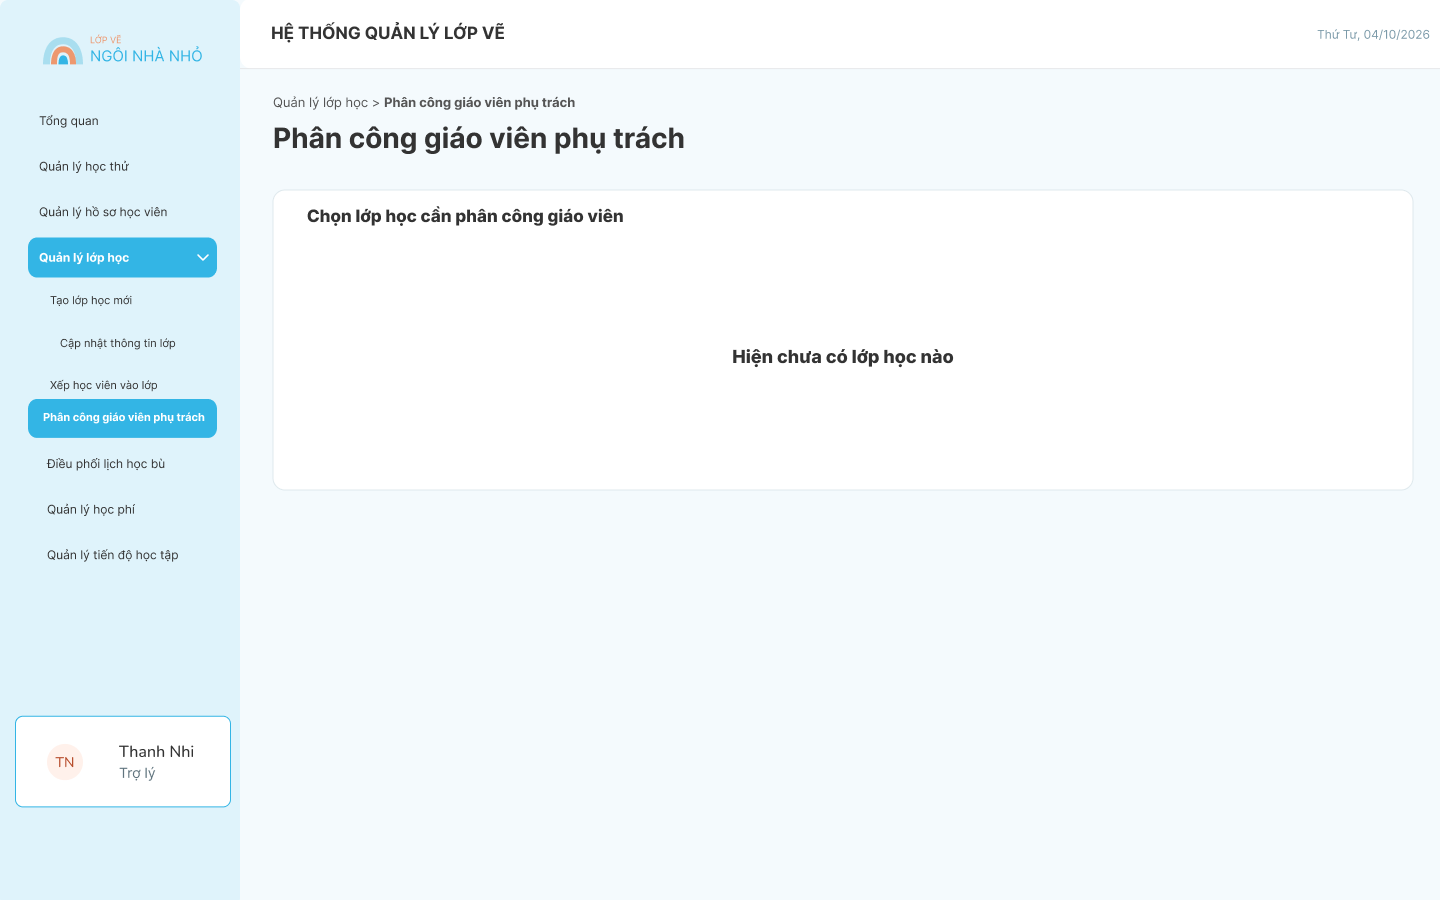 LỚP VẼ
NGÔI NHÀ NHỎ
Tổng quan
Quản lý học thử
Quản lý hồ sơ học viên
Quản lý lớp học
Tạo lớp học mới
Cập nhật thông tin lớp
Xếp học viên vào lớp
Phân công giáo viên phụ trách
Điều phối lịch học bù
Quản lý học phí
Quản lý tiến độ học tập
TN
Thanh Nhi
Trợ lý
HỆ THỐNG QUẢN LÝ LỚP VẼ
Thứ Tư, 04/10/2026
Quản lý lớp học > Phân công giáo viên phụ trách
Phân công giáo viên phụ trách
Chọn lớp học cần phân công giáo viên
Hiện chưa có lớp học nào